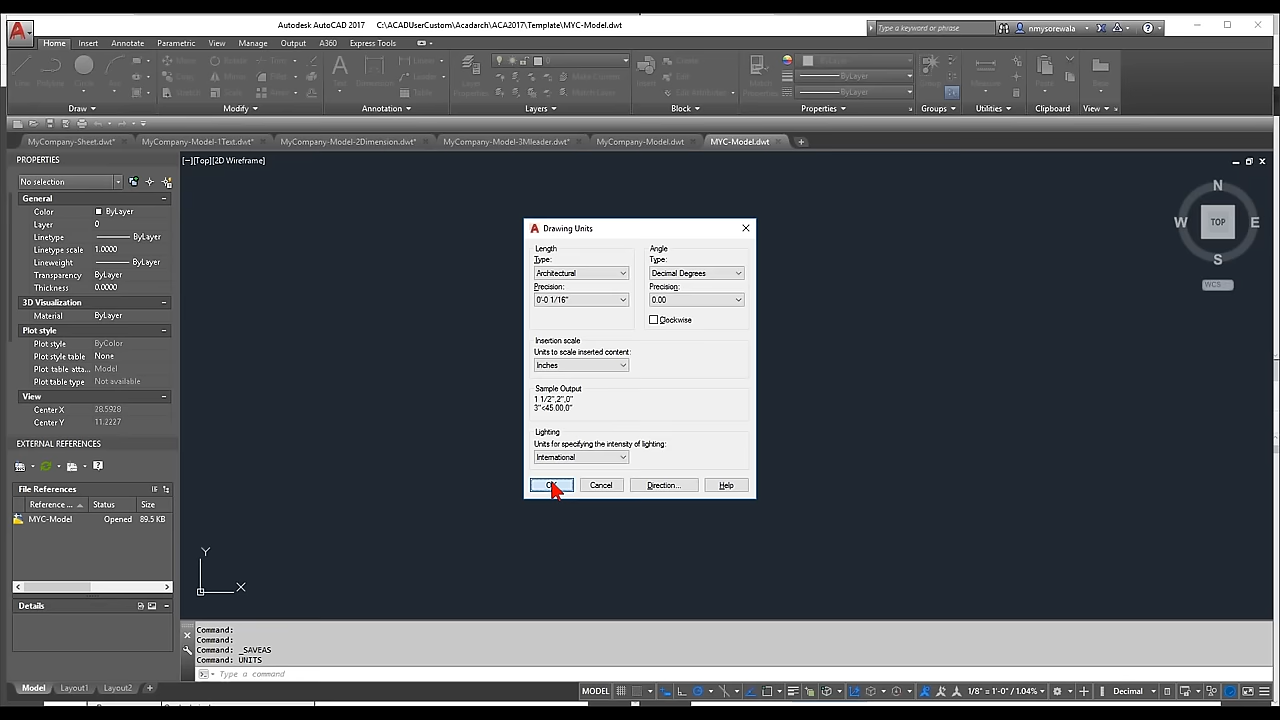 Autodesk AutoCAD 2017 C:\ACADUserCustom\Acadarch\ACA2017\Template\MYC-Model.dwt
Type a keyword or phrase
nmysorewala
Home Insert Annotate Parametric View Manage Output A360 Express Tools
ByLayer
ByLayer
Draw Modify Annotation Layers Block Properties Groups Utilities Clipboard View
MyCompany-Sheet.dwt* MyCompany-Model-1Text.dwt* MyCompany-Model-2Dimension.dwt* MyCompany-Model-3Mleader.dwt* MyCompany-Model.dwt MYC-Model.dwt
PROPERTIES
[−][Top][2D Wireframe]
No selection
General
Color ByLayer
Layer 0
Linetype ByLayer
Linetype scale 1.0000
Lineweight ByLayer
Transparency ByLayer
Thickness 0.0000
3D Visualization
Material ByLayer
Plot style
Plot style ByColor
Plot style table None
Plot table atta... Model
Plot table type Not available
View
Center X 28.5928
Center Y 11.2227
EXTERNAL REFERENCES
File References
Reference ... Status Size
MYC-Model Opened 89.5 KB
Details
Drawing Units
Length
Type:
Architectural
Precision:
0'-0 1/16"
Angle
Type:
Decimal Degrees
Precision:
0.00
Clockwise
Insertion scale
Units to scale inserted content:
Inches
Sample Output
1 1/2",2",0"
3"<45.00,0"
Lighting
Units for specifying the intensity of lighting:
International
OK Cancel Direction... Help
N
W TOP E
S
WCS
Y
X
Command:
Command:
Command: _SAVEAS
Command: UNITS
Type a command
Model Layout1 Layout2 +
MODEL 1/8" = 1'-0" / 1.04% Decimal